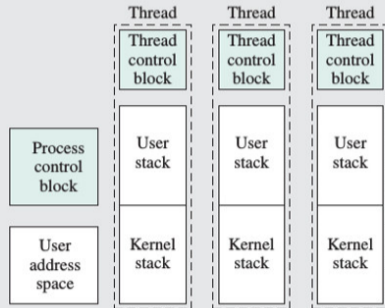 Thread
Thread
Thread
Thread
control
block
Thread
control
block
Thread
control
block
Process
control
block
User
stack
User
stack
User
stack
User
address
space
Kernel
stack
Kernel
stack
Kernel
stack